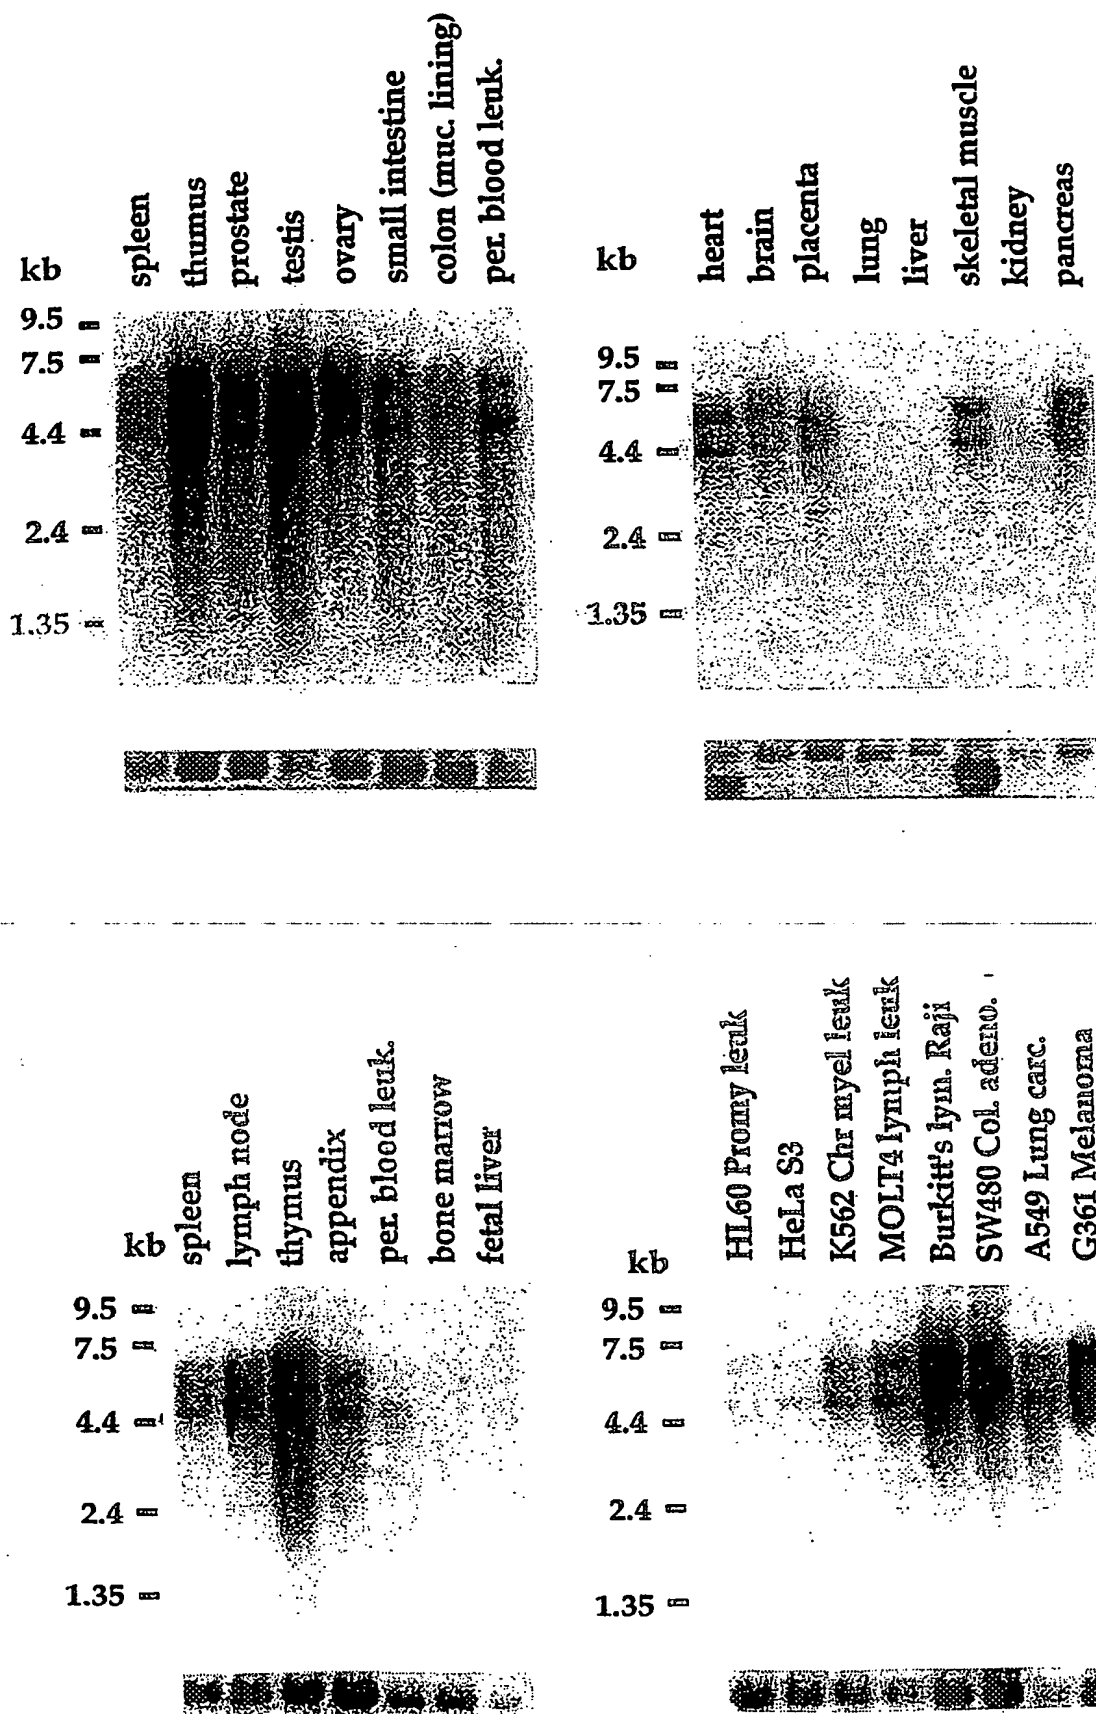 kb
spleen
thumus
prostate
testis
ovary
small intestine
colon (muc. lining)
per. blood leuk.
9.5
7.5
4.4
2.4
1.35
kb
heart
brain
placenta
lung
liver
skeletal muscle
kidney
pancreas
9.5
7.5
4.4
2.4
1.35
kb
spleen
lymph node
thymus
appendix
per. blood leuk.
bone marrow
fetal liver
9.5
7.5
4.4
2.4
1.35
kb
HL60 Promy leuk
HeLa S3
K562 Chr myel leuk
MOLT4 lymph leuk
Burkitt's lym. Raji
SW480 Col. adeno.
A549 Lung carc.
G361 Melanoma
9.5
7.5
4.4
2.4
1.35